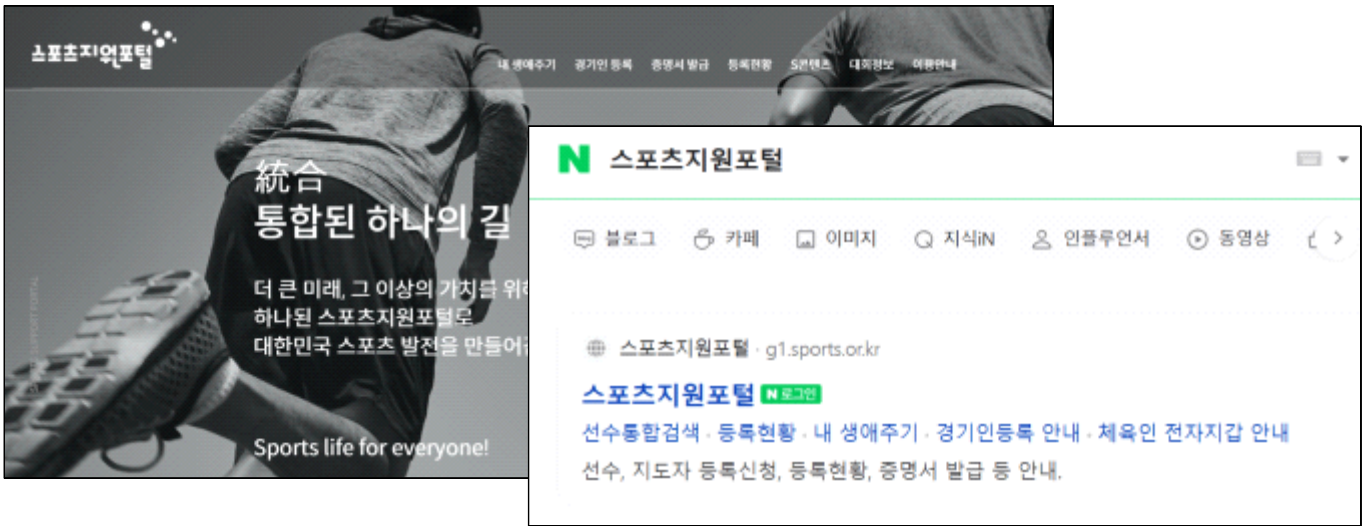 스포츠지원포털
내 생애주기 경기인 등록 증명서 발급 등록현황 S콘텐츠 대회정보 이용안내
統合
통합된 하나의 길
더 큰 미래, 그 이상의 가치를 위해
하나된 스포츠지원포털로
대한민국 스포츠 발전을 만들어
Sports life for everyone!
스포츠지원포털
블로그 카페 이미지 지식iN 인플루언서 동영상
스포츠지원포털 · g1.sports.or.kr
스포츠지원포털 N 로그인
선수통합검색 · 등록현황 · 내 생애주기 · 경기인등록 안내 · 체육인 전자지갑 안내
선수, 지도자 등록신청, 등록현황, 증명서 발급 등 안내.